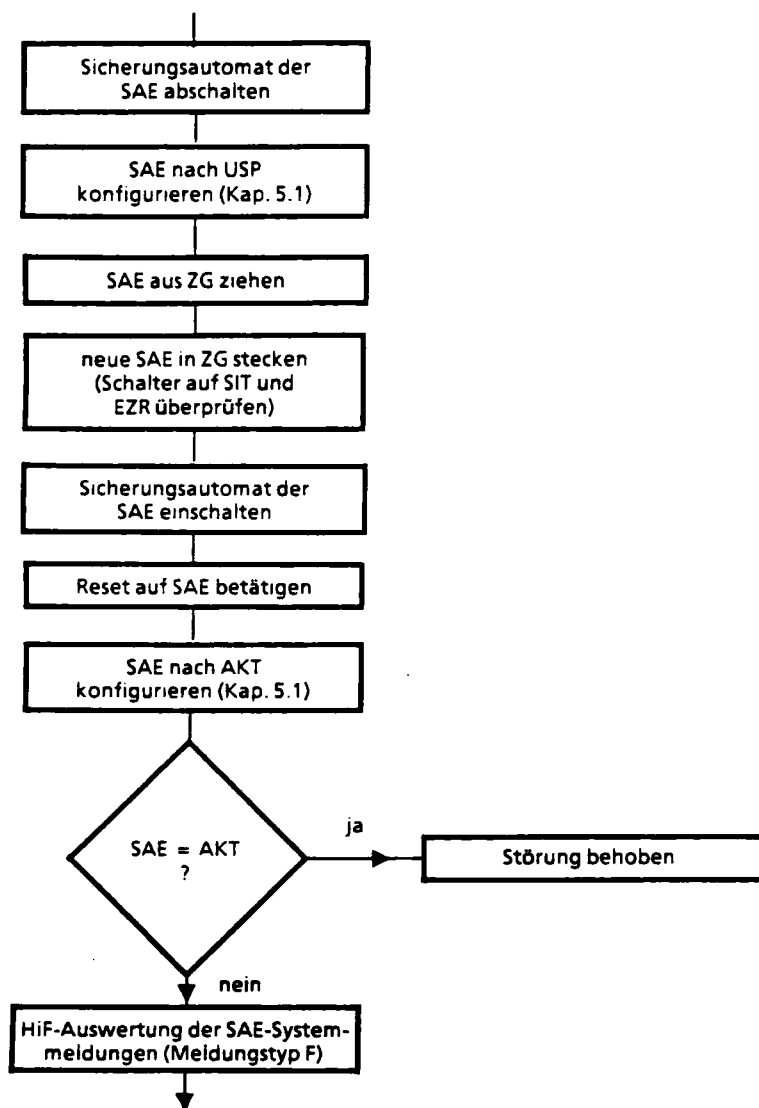 Sicherungsautomat der
SAE abschalten
SAE nach USP
konfigurieren (Kap. 5.1)
SAE aus ZG ziehen
neue SAE in ZG stecken
(Schalter auf SIT und
EZR überprüfen)
Sicherungsautomat der
SAE einschalten
Reset auf SAE betätigen
SAE nach AKT
konfigurieren (Kap. 5.1)
SAE = AKT
?
ja
Störung behoben
nein
HiF-Auswertung der SAE-System-
meldungen (Meldungstyp F)